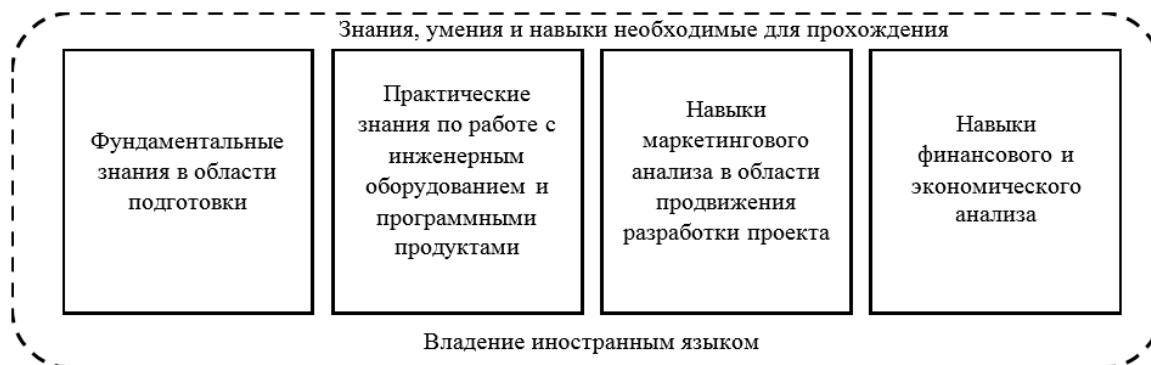 Знания, умения и навыки необходимые для прохождения
Фундаментальные
знания в области
подготовки
Практические
знания по работе с
инженерным
оборудованием и
программными
продуктами
Навыки
маркетингового
анализа в области
продвижения
разработки проекта
Навыки
финансового и
экономического
анализа
Владение иностранным языком